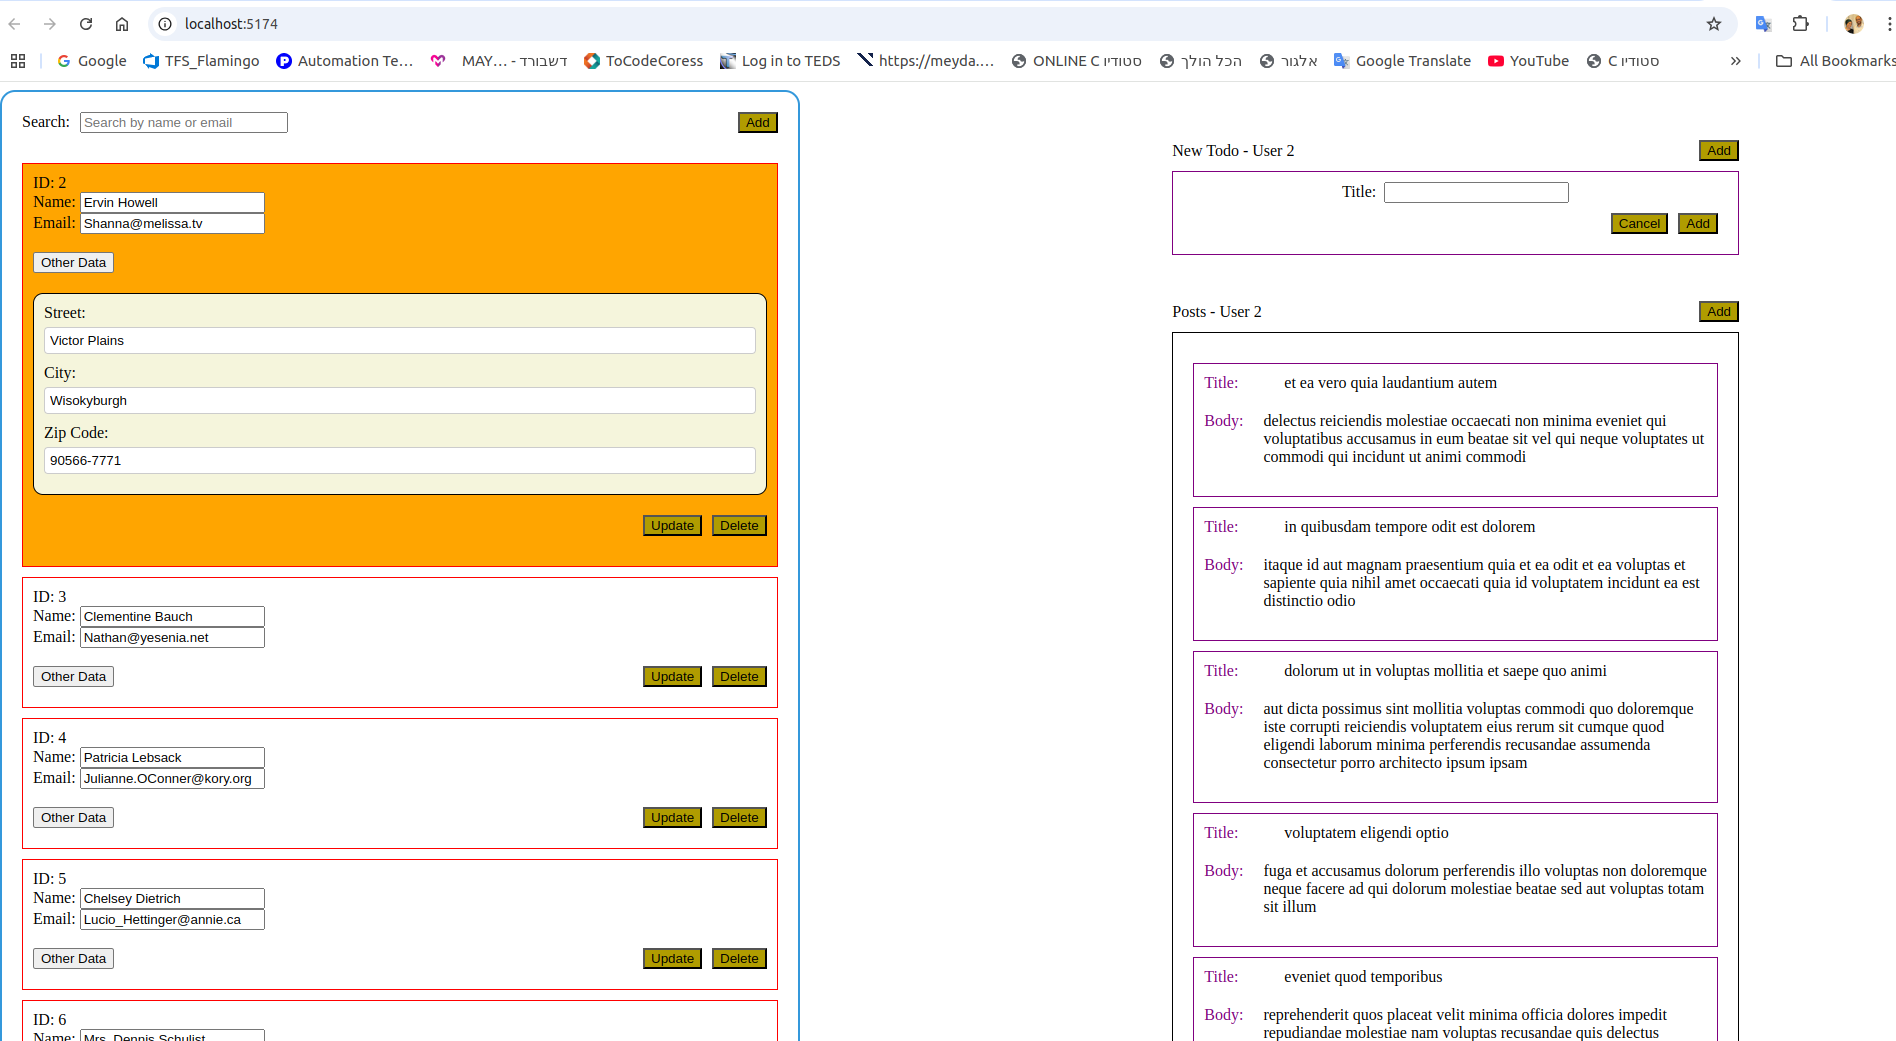 localhost:5174
Google
TFS_Flamingo
Automation Te...
MAY... - דשבורד
ToCodeCoress
Log in to TEDS
https://meyda....
ONLINE C סטודיו
הכל הולך
אלגור
Google Translate
YouTube
C סטודיו
»
All Bookmarks
Search: Search by name or email Add
ID: 2
Name: Ervin Howell
Email: Shanna@melissa.tv
Other Data
Street:
Victor Plains
City:
Wisokyburgh
Zip Code:
90566-7771
Update Delete
ID: 3
Name: Clementine Bauch
Email: Nathan@yesenia.net
Other Data Update Delete
ID: 4
Name: Patricia Lebsack
Email: Julianne.OConner@kory.org
Other Data Update Delete
ID: 5
Name: Chelsey Dietrich
Email: Lucio_Hettinger@annie.ca
Other Data Update Delete
ID: 6
Name: Mrs. Dennis Schulist
New Todo - User 2 Add
Title:
Cancel Add
Posts - User 2 Add
Title: et ea vero quia laudantium autem
Body: delectus reiciendis molestiae occaecati non minima eveniet qui
voluptatibus accusamus in eum beatae sit vel qui neque voluptates ut
commodi qui incidunt ut animi commodi
Title: in quibusdam tempore odit est dolorem
Body: itaque id aut magnam praesentium quia et ea odit et ea voluptas et
sapiente quia nihil amet occaecati quia id voluptatem incidunt ea est
distinctio odio
Title: dolorum ut in voluptas mollitia et saepe quo animi
Body: aut dicta possimus sint mollitia voluptas commodi quo doloremque
iste corrupti reiciendis voluptatem eius rerum sit cumque quod
eligendi laborum minima perferendis recusandae assumenda
consectetur porro architecto ipsum ipsam
Title: voluptatem eligendi optio
Body: fuga et accusamus dolorum perferendis illo voluptas non doloremque
neque facere ad qui dolorum molestiae beatae sed aut voluptas totam
sit illum
Title: eveniet quod temporibus
Body: reprehenderit quos placeat velit minima officia dolores impedit
repudiandae molestiae nam voluptas recusandae quis delectus